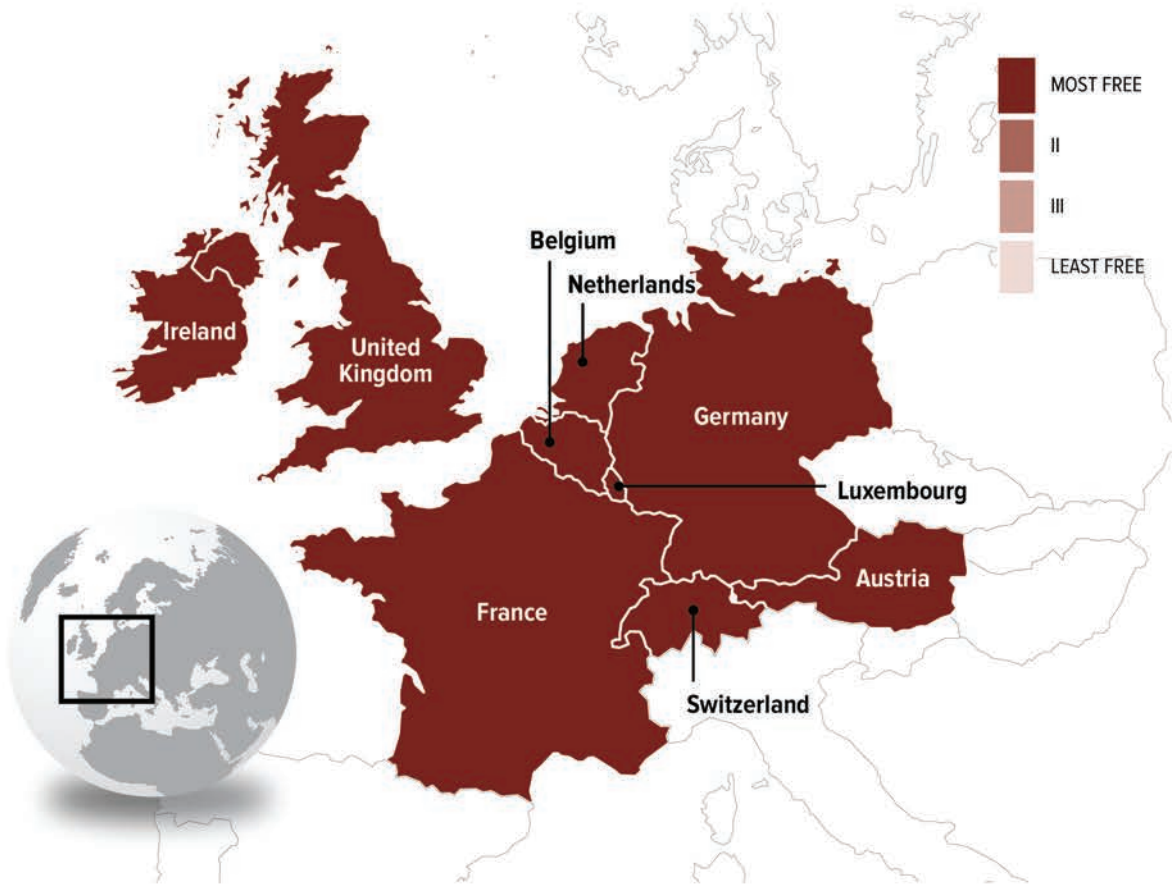 MOST FREE
II
III
LEAST FREE
Belgium
Netherlands
Ireland
United
Kingdom
Germany
Luxembourg
Austria
France
Switzerland